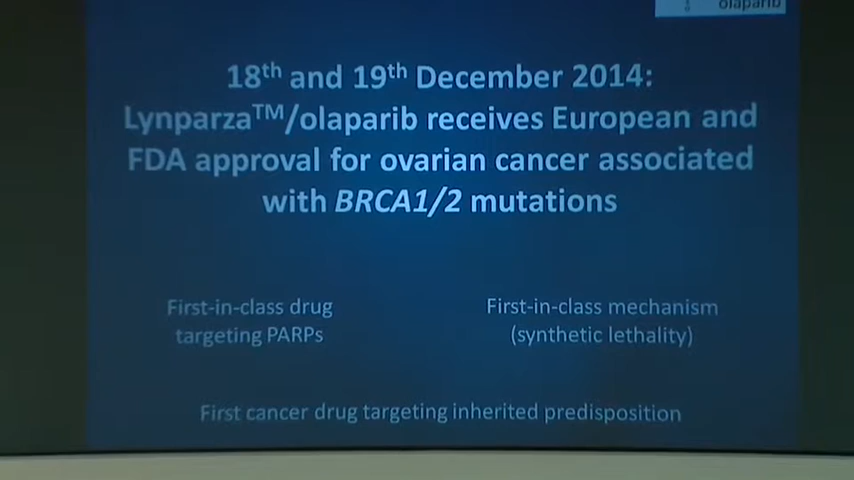 olaparib
18th and 19th December 2014:
Lynparza™/olaparib receives European and
FDA approval for ovarian cancer associated
with BRCA1/2 mutations
First-in-class drug
targeting PARPs
First-in-class mechanism
(synthetic lethality)
First cancer drug targeting inherited predisposition